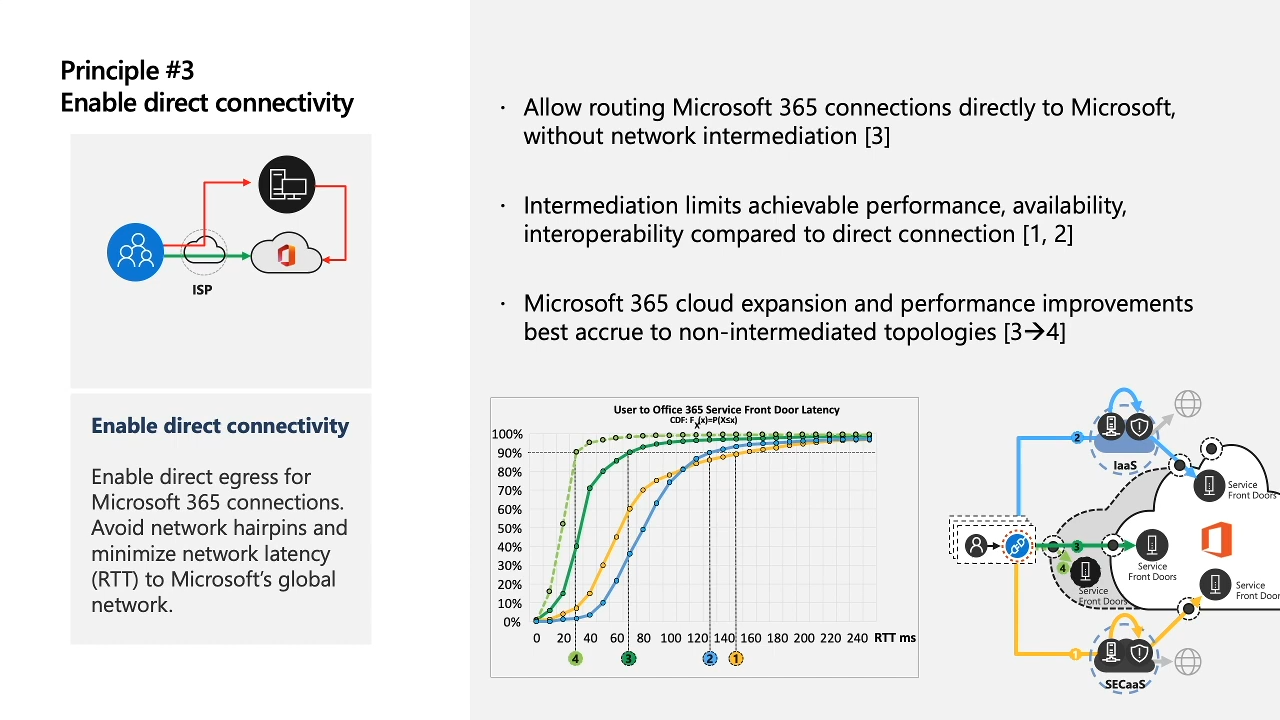 Principle #3
Enable direct connectivity
ISP
Enable direct connectivity
Enable direct egress for
Microsoft 365 connections.
Avoid network hairpins and
minimize network latency
(RTT) to Microsoft's global
network.
· Allow routing Microsoft 365 connections directly to Microsoft,
without network intermediation [3]
· Intermediation limits achievable performance, availability,
interoperability compared to direct connection [1, 2]
· Microsoft 365 cloud expansion and performance improvements
best accrue to non-intermediated topologies [3→4]
User to Office 365 Service Front Door Latency
CDF: Fx(x)=P(X≤x)
100%
90%
80%
70%
60%
50%
40%
30%
20%
10%
0%
0 20 40 60 80 100 120 140 160 180 200 220 240 RTT ms
4 3 2 1
2
IaaS
Service
Front Doors
3
4
Service
Front Doors
Service
Front Doors
Service
Front Doors
1
SECaaS